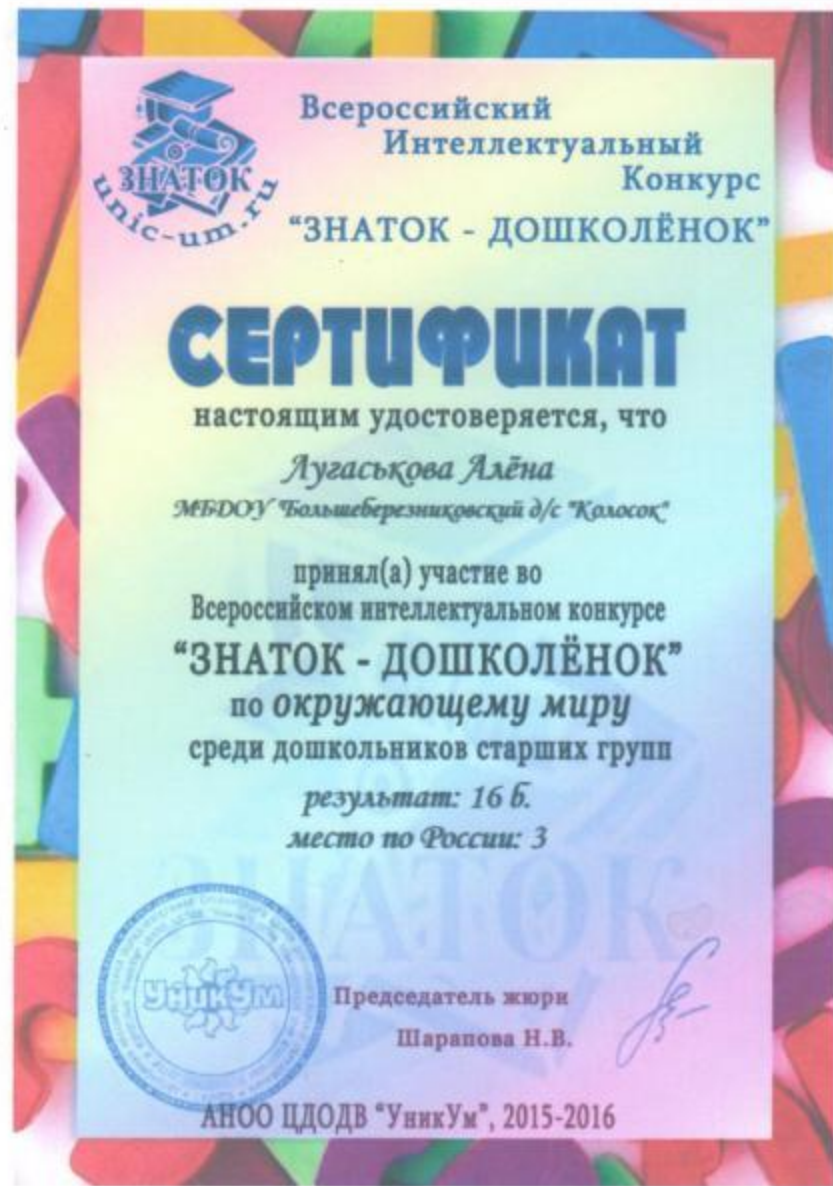 Всероссийский
Интеллектуальный
Конкурс
"ЗНАТОК - ДОШКОЛЁНОК"
ЗНАТОК
unic-um.ru
СЕРТИФИКАТ
настоящим удостоверяется, что
Лугаськова Алёна
МБДОУ "Большеберезниковский д/с "Колосок"
принял(а) участие во
Всероссийском интеллектуальном конкурсе
"ЗНАТОК - ДОШКОЛЁНОК"
по окружающему миру
среди дошкольников старших групп
результат: 16 б.
место по России: 3
ЗНАТОК
УникУм
Председатель жюри
Шарапова Н.В.
АНОО ЦДОДВ "УникУм", 2015-2016